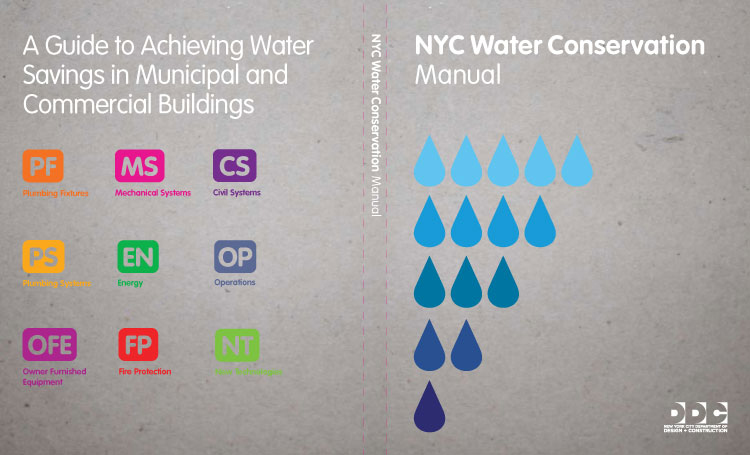 A Guide to Achieving Water
Savings in Municipal and
Commercial Buildings
PF
Plumbing Fixtures
MS
Mechanical Systems
CS
Civil Systems
PS
Plumbing Systems
EN
Energy
OP
Operations
OFE
Owner Furnished
Equipment
FP
Fire Protection
NT
NYC Water Conservation Manual
NYC Water Conservation
Manual
DDC
NEW YORK CITY DEPARTMENT OF
DESIGN + CONSTRUCTION